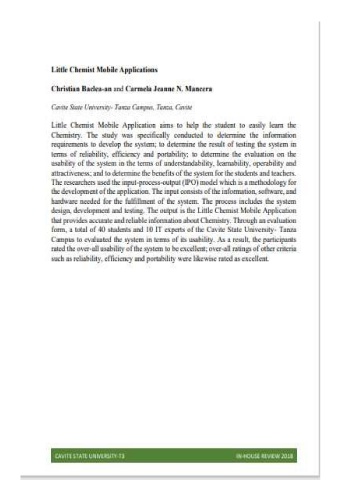 Little Chemist Mobile Applications
Christian Baclea-an and Carmela Jeanne N. Mancera
Cavite State University- Tanza Campus, Tanza, Cavite
Little Chemist Mobile Application aims to help the student to easily learn the
Chemistry. The study was specifically conducted to determine the information
requirements to develop the system; to determine the result of testing the system in
terms of reliability, efficiency and portability; to determine the evaluation on the
usability of the system in the terms of understandability, learnability, operability and
attractiveness; and to determine the benefits of the system for the students and teachers.
The researchers used the input-process-output (IPO) model which is a methodology for
the development of the application. The input consists of the information, software, and
hardware needed for the fulfillment of the system. The process includes the system
design, development and testing. The output is the Little Chemist Mobile Application
that provides accurate and reliable information about Chemistry. Through an evaluation
form, a total of 40 students and 10 IT experts of the Cavite State University- Tanza
Campus to evaluated the system in terms of its usability. As a result, the participants
rated the over-all usability of the system to be excellent; over-all ratings of other criteria
such as reliability, efficiency and portability were likewise rated as excellent.
CAVITE STATE UNIVERSITY-T3 IN-HOUSE REVIEW 2018